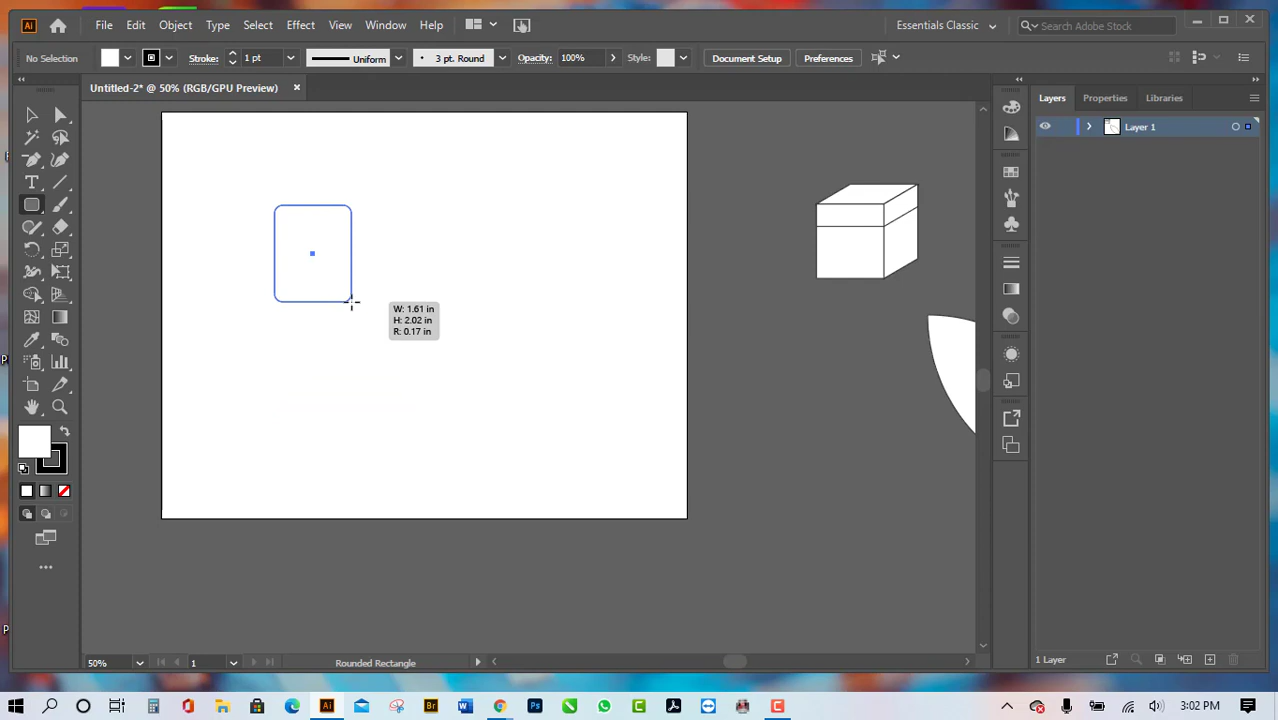 Ai File Edit Object Type Select Effect View Window Help Essentials Classic Search Adobe Stock
No Selection Stroke: 1 pt Uniform 3 pt. Round Opacity: 100% Style: Document Setup Preferences
Untitled-2* @ 50% (RGB/GPU Preview)
Layers Properties Libraries
Layer 1
W: 1.61 in
H: 2.02 in
R: 0.17 in
50% 1 Rounded Rectangle
1 Layer
Ai Br Ps 3:02 PM